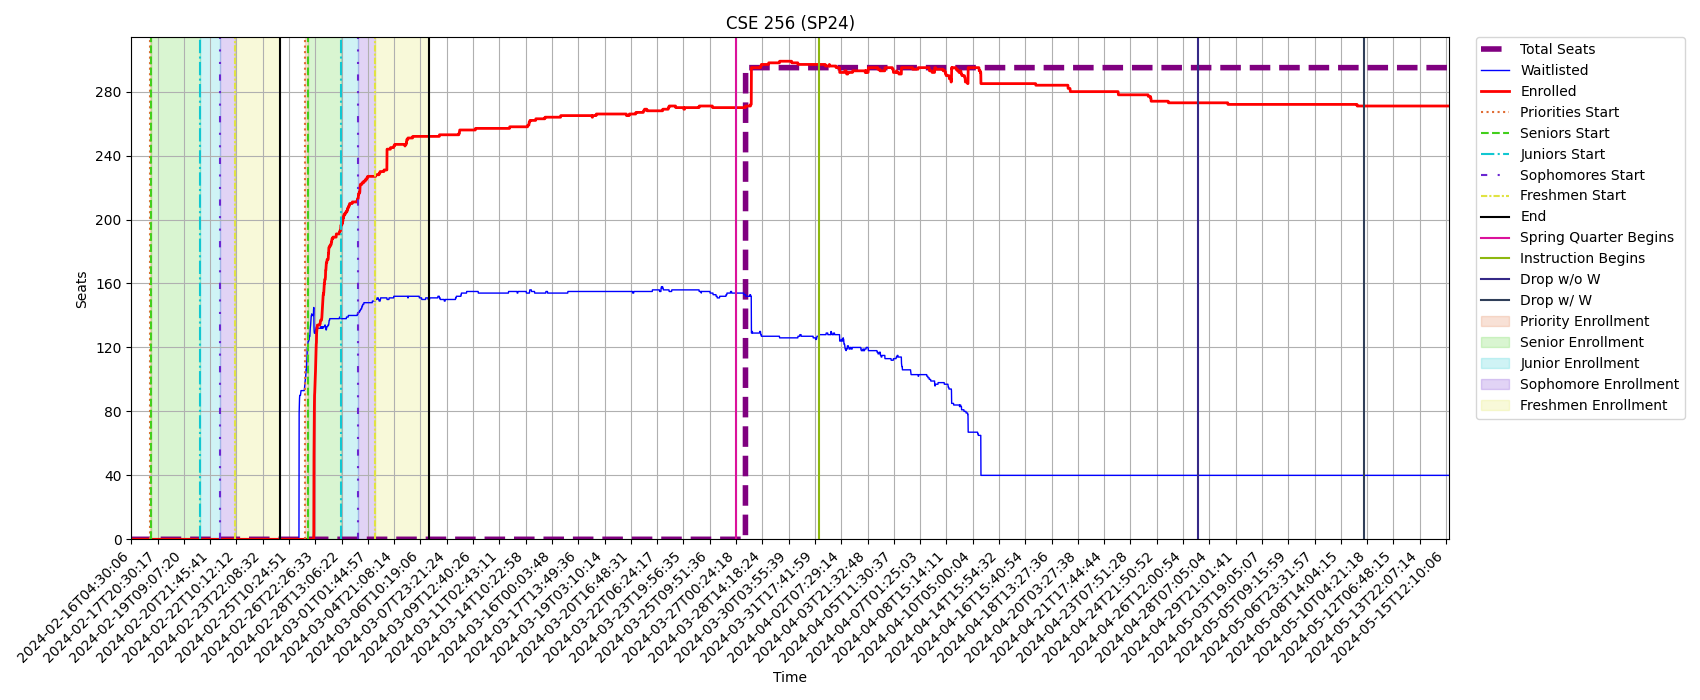 CSE 256 (SP24)
Seats
280
240
200
160
120
80
40
0
2024-02-16T04:30:06
2024-02-17T20:30:17
2024-02-19T09:07:20
2024-02-20T21:45:41
2024-02-22T10:12:12
2024-02-23T22:08:32
2024-02-25T10:24:51
2024-02-26T22:26:33
2024-02-28T13:06:22
2024-03-01T01:44:57
2024-03-04T21:08:14
2024-03-06T10:19:06
2024-03-07T23:21:24
2024-03-09T12:40:26
2024-03-11T02:43:11
2024-03-14T10:22:58
2024-03-16T00:03:48
2024-03-17T13:49:36
2024-03-19T03:10:14
2024-03-20T16:48:31
2024-03-22T06:24:17
2024-03-23T19:56:35
2024-03-25T09:51:36
2024-03-27T00:24:18
2024-03-28T14:18:24
2024-03-30T03:55:39
2024-03-31T17:41:59
2024-04-02T07:29:14
2024-04-03T21:32:48
2024-04-05T11:30:37
2024-04-07T01:25:03
2024-04-08T15:14:11
2024-04-10T05:00:04
2024-04-14T15:54:32
2024-04-16T15:40:54
2024-04-18T13:27:36
2024-04-20T03:27:38
2024-04-21T17:44:44
2024-04-23T07:51:28
2024-04-24T21:50:52
2024-04-26T12:00:54
2024-04-28T07:05:04
2024-04-29T21:01:41
2024-05-03T19:05:07
2024-05-05T09:15:59
2024-05-06T23:31:57
2024-05-08T14:04:15
2024-05-10T04:21:18
2024-05-12T06:48:15
2024-05-13T22:07:14
2024-05-15T12:10:06
Time
Total Seats
Waitlisted
Enrolled
Priorities Start
Seniors Start
Juniors Start
Sophomores Start
Freshmen Start
End
Spring Quarter Begins
Instruction Begins
Drop w/o W
Drop w/ W
Priority Enrollment
Senior Enrollment
Junior Enrollment
Sophomore Enrollment
Freshmen Enrollment